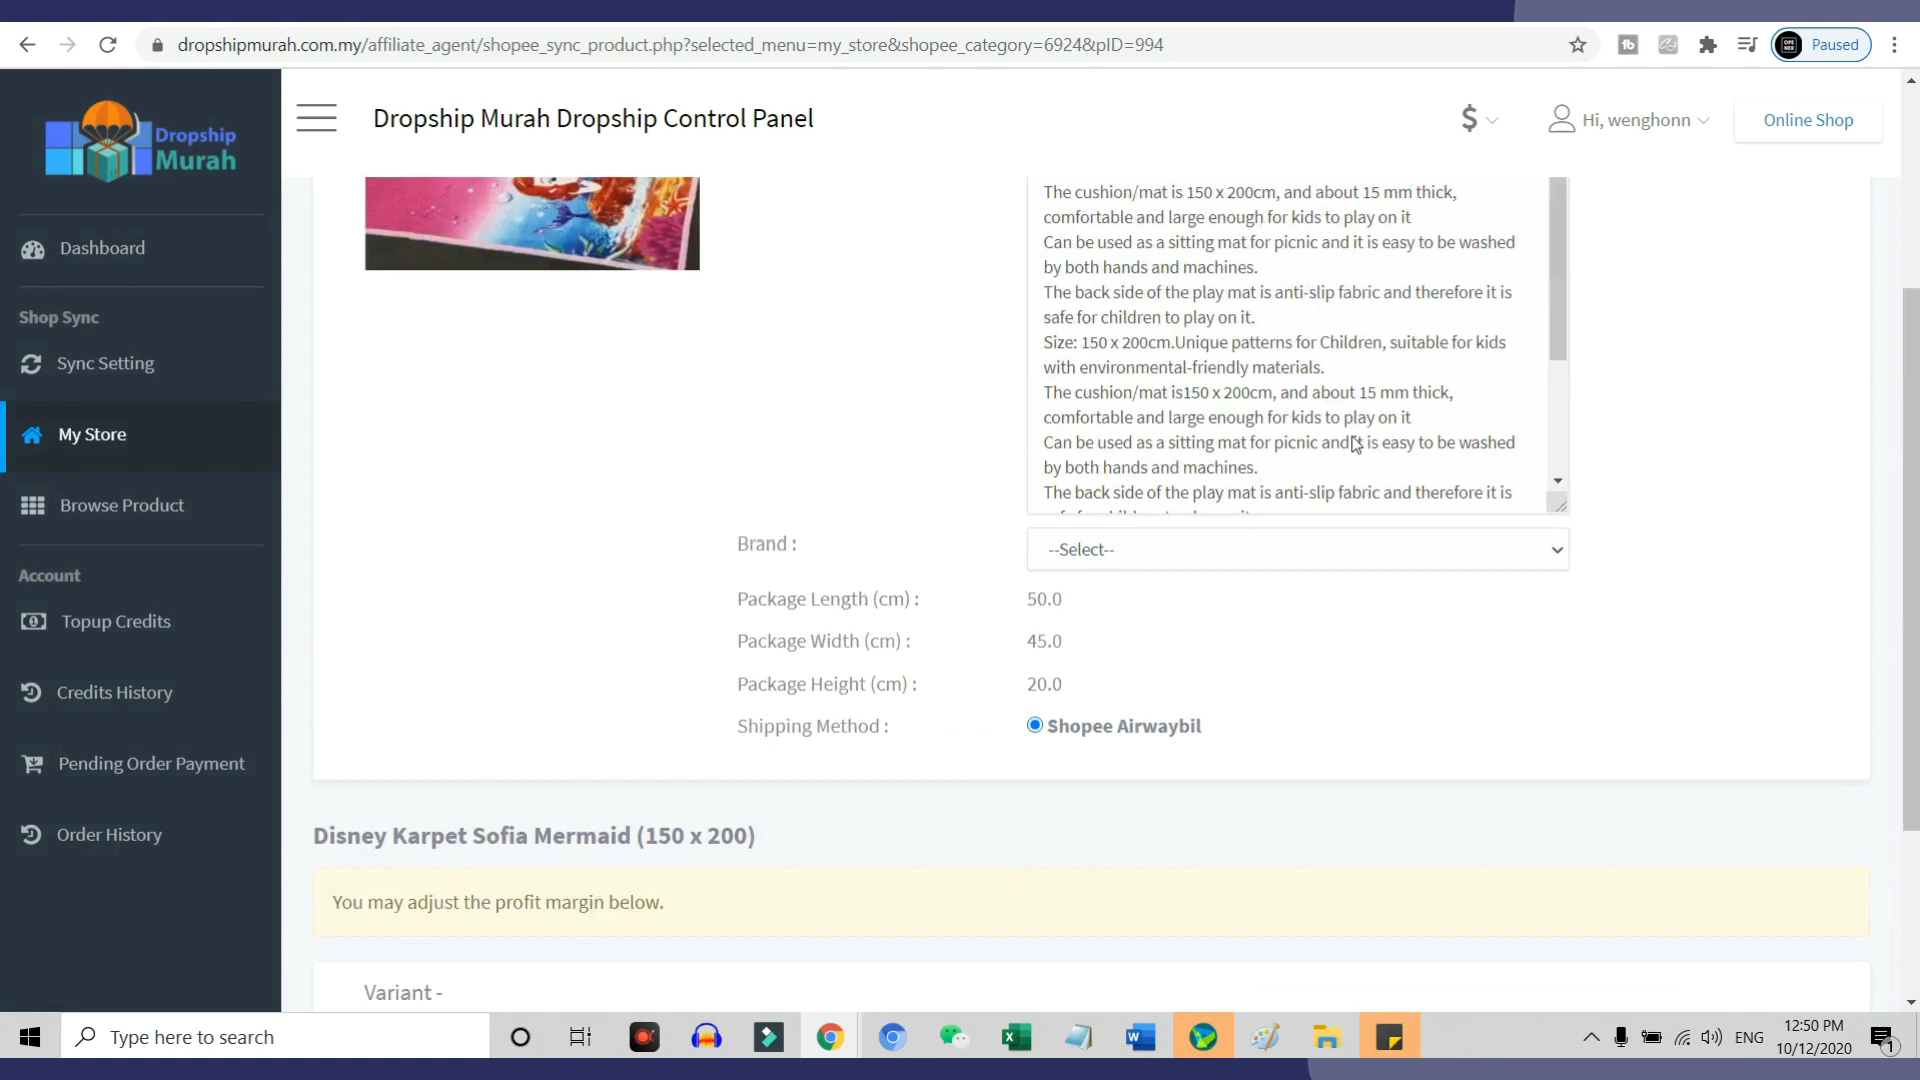 dropshipmurah.com.my/affiliate_agent/shopee_sync_product.php?selected_menu=my_store&shopee_category=6924&pID=994
Paused
Dropship
Murah
Dropship Murah Dropship Control Panel
$
Hi, wenghonn
Online Shop
Dashboard
Shop Sync
Sync Setting
My Store
Browse Product
Account
Topup Credits
Credits History
Pending Order Payment
Order History
The cushion/mat is 150 x 200cm, and about 15 mm thick,
comfortable and large enough for kids to play on it
Can be used as a sitting mat for picnic and it is easy to be washed
by both hands and machines.
The back side of the play mat is anti-slip fabric and therefore it is
safe for children to play on it.
Size: 150 x 200cm.Unique patterns for Children, suitable for kids
with environmental-friendly materials.
The cushion/mat is150 x 200cm, and about 15 mm thick,
comfortable and large enough for kids to play on it
Can be used as a sitting mat for picnic and it is easy to be washed
by both hands and machines.
The back side of the play mat is anti-slip fabric and therefore it is
Brand :
--Select--
Package Length (cm) :
50.0
Package Width (cm) :
45.0
Package Height (cm) :
20.0
Shipping Method :
Shopee Airwaybil
Disney Karpet Sofia Mermaid (150 x 200)
You may adjust the profit margin below.
Variant -
Type here to search
ENG
12:50 PM
10/12/2020
1